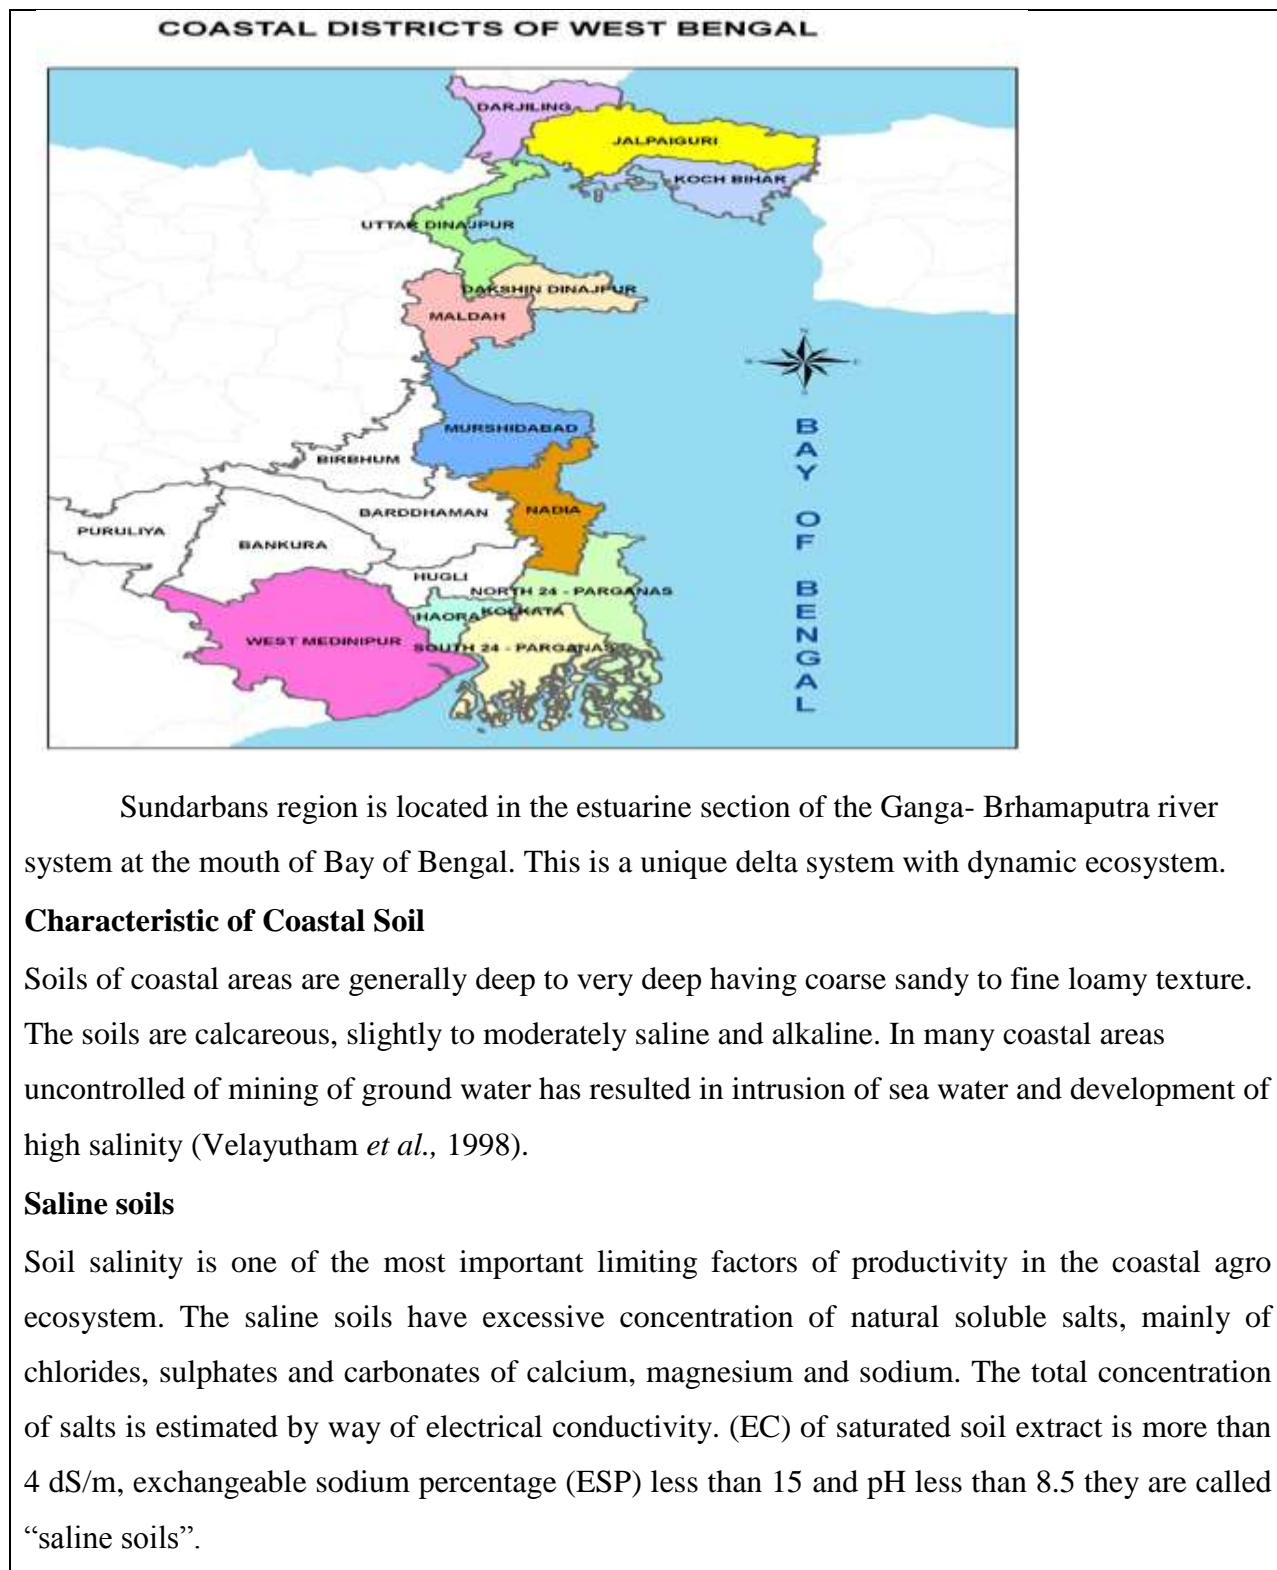 COASTAL DISTRICTS OF WEST BENGAL
DARJILING
JALPAIGURI
KOCH BIHAR
UTTAR DINAJPUR
DAKSHIN DINAJPUR
MALDAH
N
W E
S
MURSHIDABAD
BIRBHUM
BAY OF BENGAL
PURULIYA
BARDDHAMAN
NADIA
BANKURA
HUGLI
NORTH 24 - PARGANAS
HAORA
KOLKATA
WEST MEDINIPUR
SOUTH 24 - PARGANAS
Sundarbans region is located in the estuarine section of the Ganga- Brhamaputra river
system at the mouth of Bay of Bengal. This is a unique delta system with dynamic ecosystem.
Characteristic of Coastal Soil
Soils of coastal areas are generally deep to very deep having coarse sandy to fine loamy texture.
The soils are calcareous, slightly to moderately saline and alkaline. In many coastal areas
uncontrolled of mining of ground water has resulted in intrusion of sea water and development of
high salinity (Velayutham et al., 1998).
Saline soils
Soil salinity is one of the most important limiting factors of productivity in the coastal agro
ecosystem. The saline soils have excessive concentration of natural soluble salts, mainly of
chlorides, sulphates and carbonates of calcium, magnesium and sodium. The total concentration
of salts is estimated by way of electrical conductivity. (EC) of saturated soil extract is more than
4 dS/m, exchangeable sodium percentage (ESP) less than 15 and pH less than 8.5 they are called
“saline soils”.